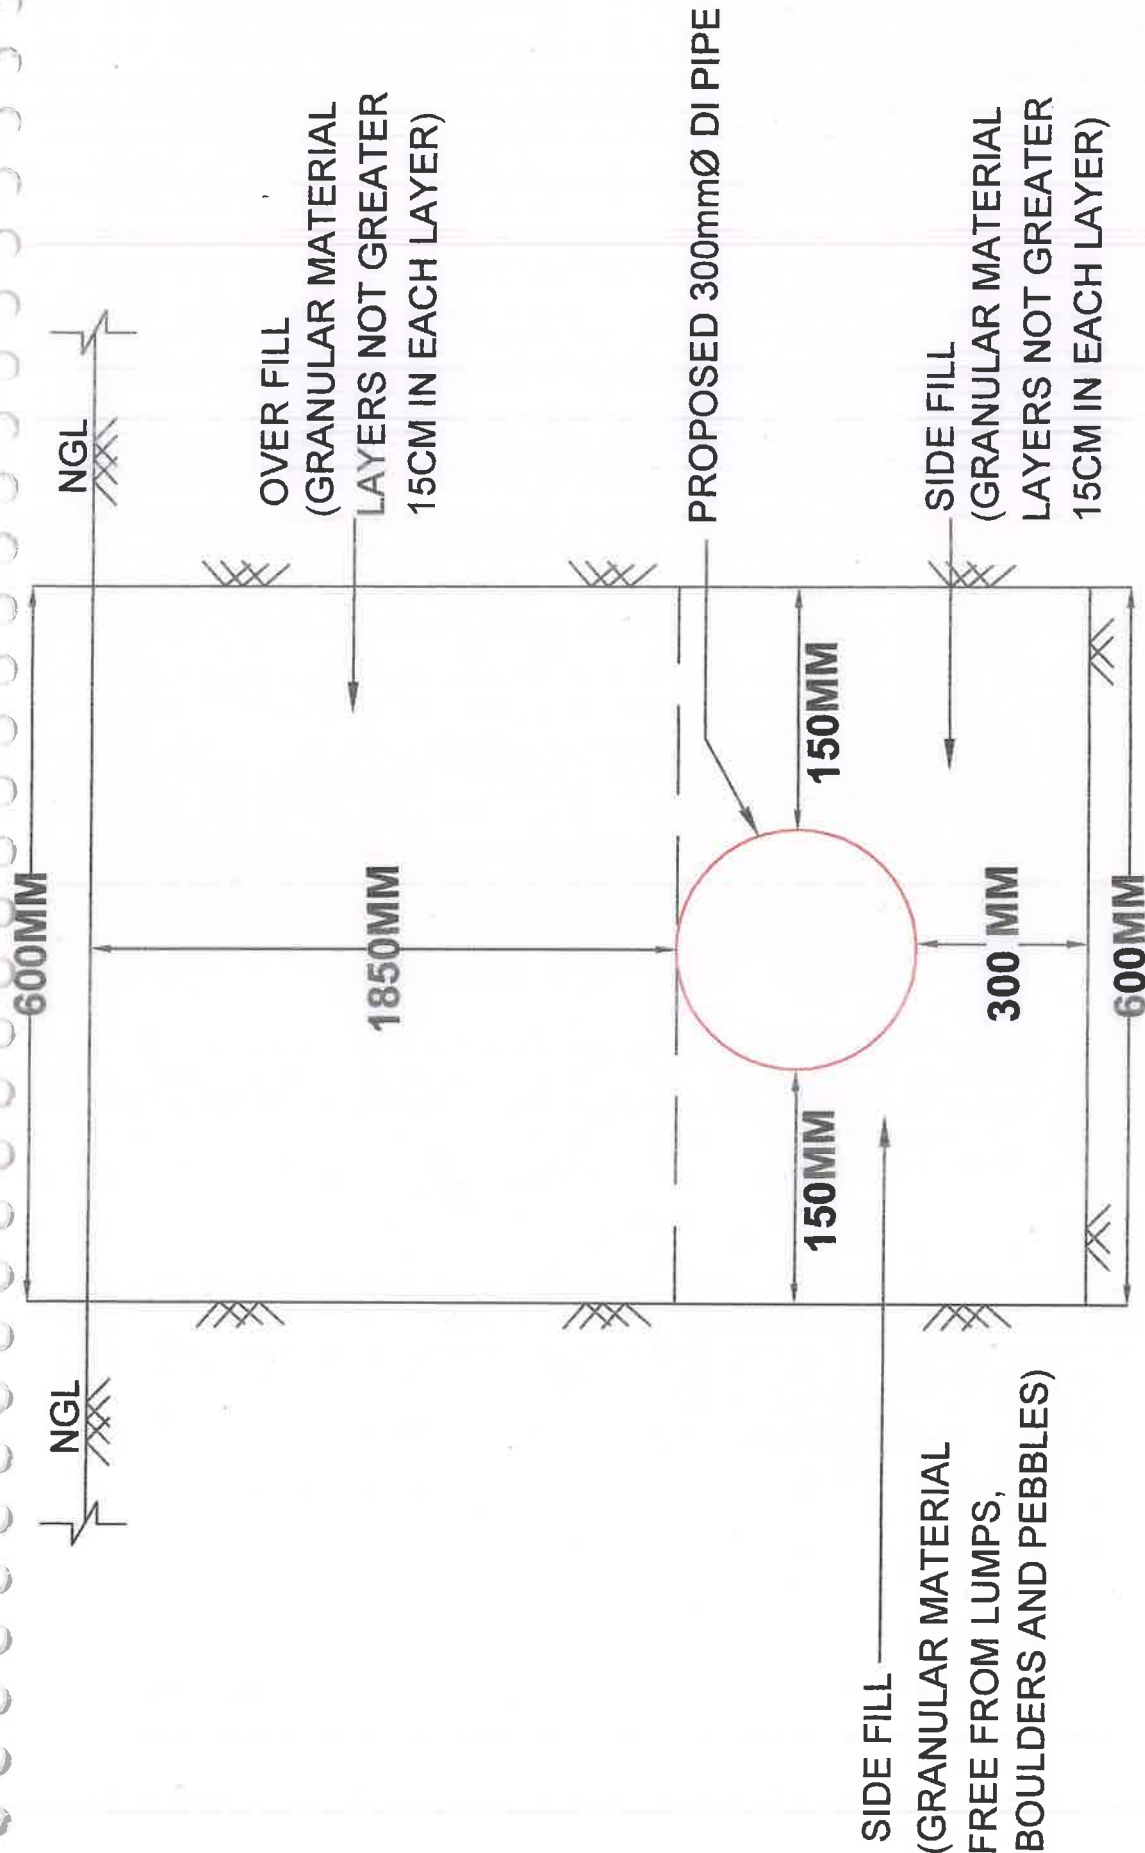 600MM
NGL
NGL
OVER FILL
(GRANULAR MATERIAL
LAYERS NOT GREATER
15CM IN EACH LAYER)
1850MM
PROPOSED 300mmØ DI PIPE
150MM
150MM
SIDE FILL
(GRANULAR MATERIAL
FREE FROM LUMPS,
BOULDERS AND PEBBLES)
SIDE FILL
(GRANULAR MATERIAL
LAYERS NOT GREATER
15CM IN EACH LAYER)
300 MM
600MM